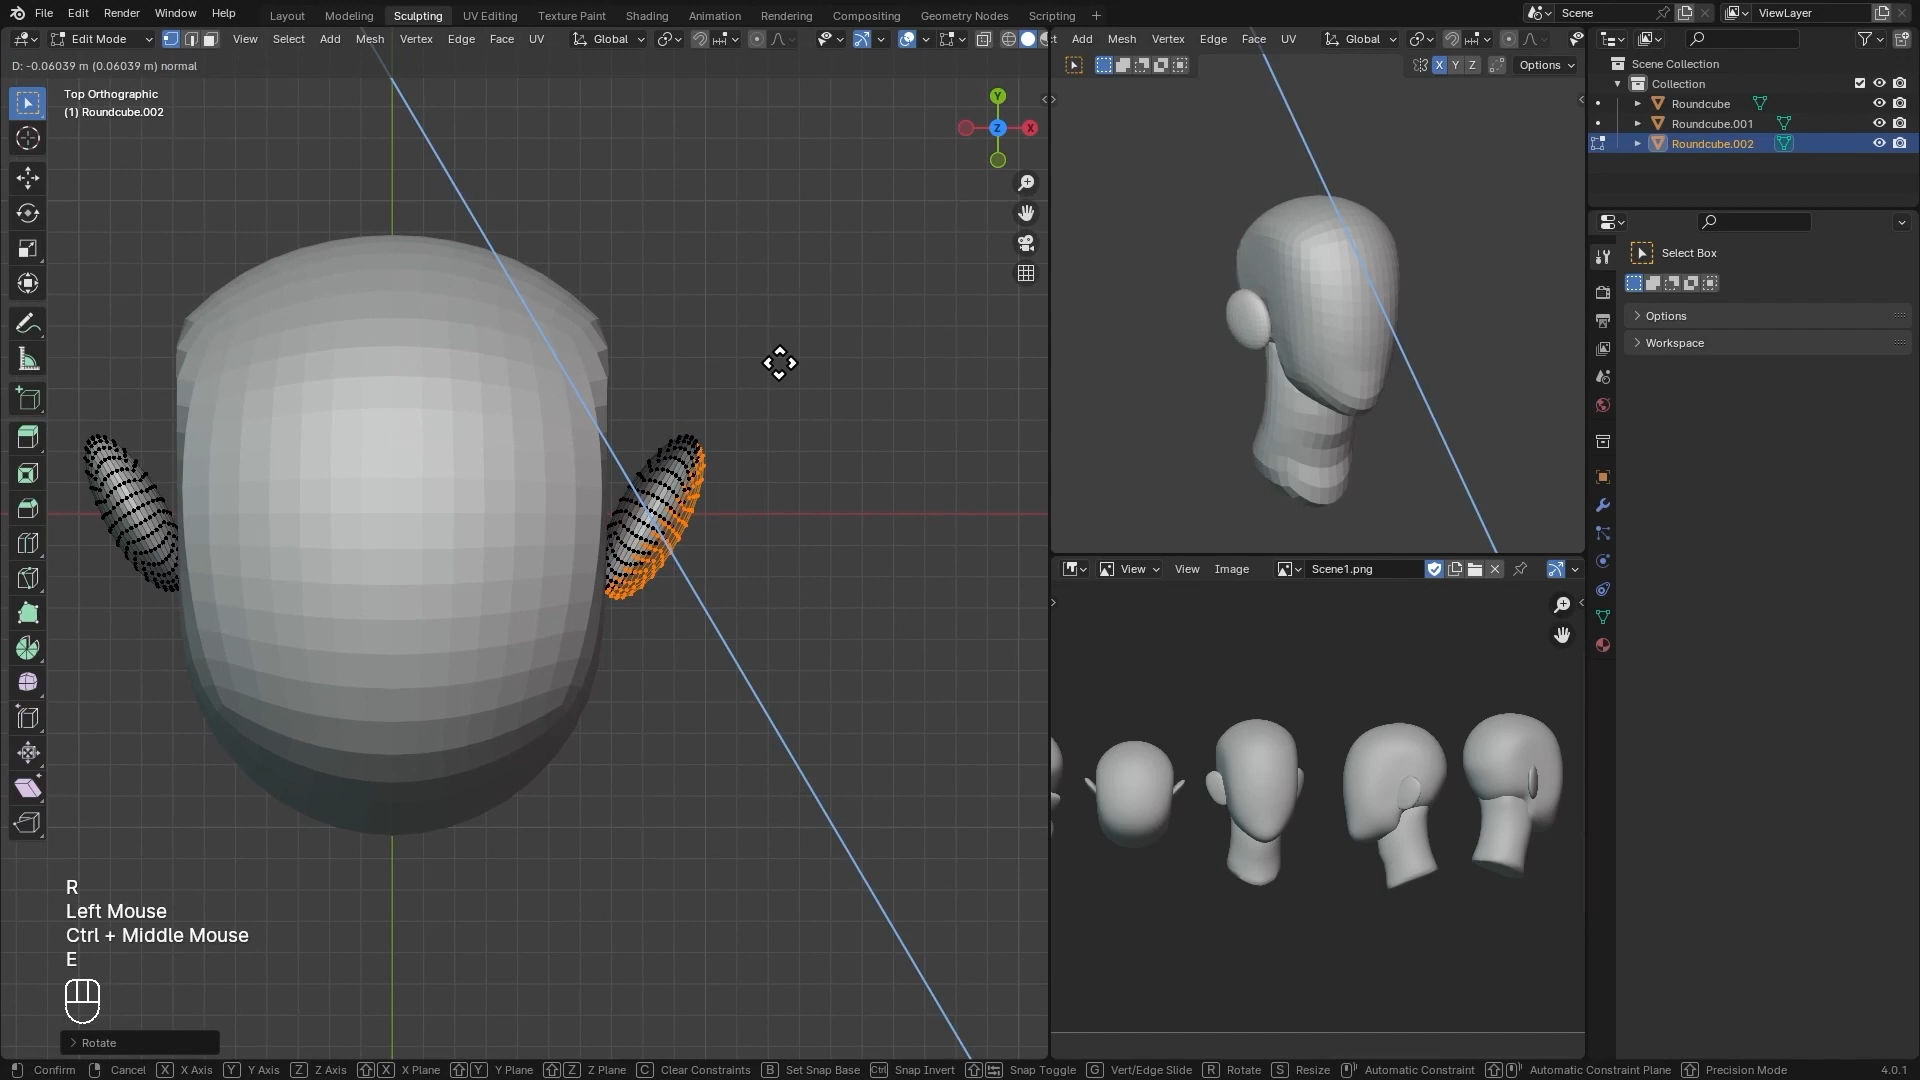 File Edit Render Window Help
Layout Modeling Sculpting UV Editing Texture Paint Shading Animation Rendering Compositing Geometry Nodes Scripting +
Scene
ViewLayer
Edit Mode View Select Add Mesh Vertex Edge Face UV Global
Add Mesh Vertex Edge Face UV Global
D: -0.06039 m (0.06039 m) normal
X Y Z Options
Top Orthographic
(1) Roundcube.002
Y
Z X
Scene Collection
Collection
Roundcube
Roundcube.001
Roundcube.002
Select Box
Options
Workspace
View View Image Scene1.png
R
Left Mouse
Ctrl + Middle Mouse
E
Rotate
Confirm Cancel X X Axis Y Y Axis Z Z Axis X X Plane Y Y Plane Z Z Plane C Clear Constraints B Set Snap Base Ctrl Snap Invert Snap Toggle G Vert/Edge Slide R Rotate S Resize Automatic Constraint Automatic Constraint Plane Precision Mode 4.0.1